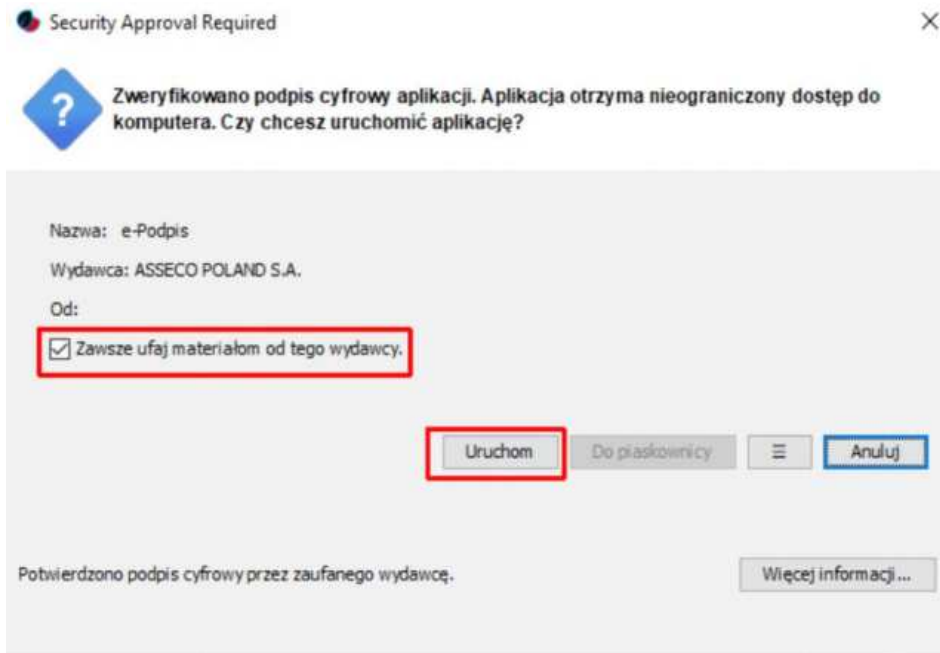 Security Approval Required
Zweryfikowano podpis cyfrowy aplikacji. Aplikacja otrzyma nieograniczony dostęp do
komputera. Czy chcesz uruchomić aplikację?
Nazwa: e-Podpis
Wydawca: ASSECO POLAND S.A.
Od:
Zawsze ufaj materiałom od tego wydawcy.
Uruchom Do piaskownicy ☰ Anuluj
Potwierdzono podpis cyfrowy przez zaufanego wydawcę. Więcej informacji...